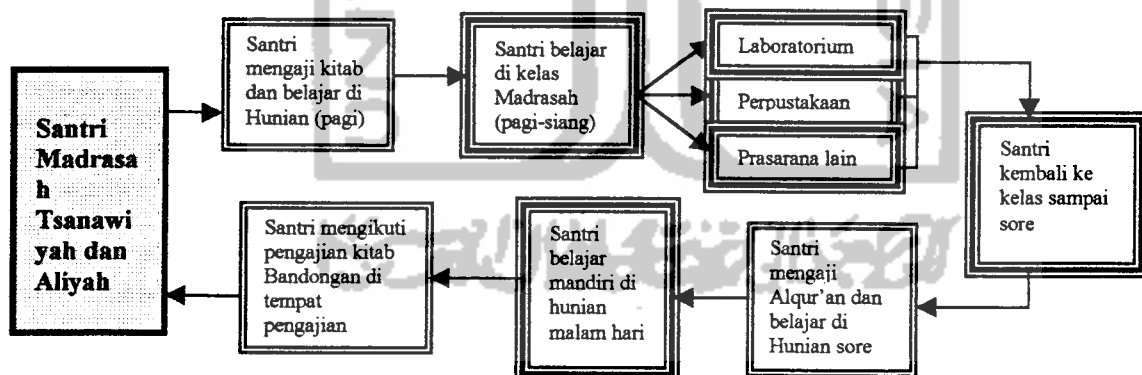 Santri
Madrasa
h
Tsanawi
yah dan
Aliyah
Santri
mengaji kitab
dan belajar di
Hunian (pagi)
Santri belajar
di kelas
Madrasah
(pagi-siang)
Laboratorium
Perpustakaan
Prasarana lain
Santri
kembali ke
kelas sampai
sore
Santri
mengaji
Alqur'an dan
belajar di
Hunian sore
Santri
belajar
mandiri di
hunian
malam hari
Santri mengikuti
pengajian kitab
Bandongan di
tempat
pengajian